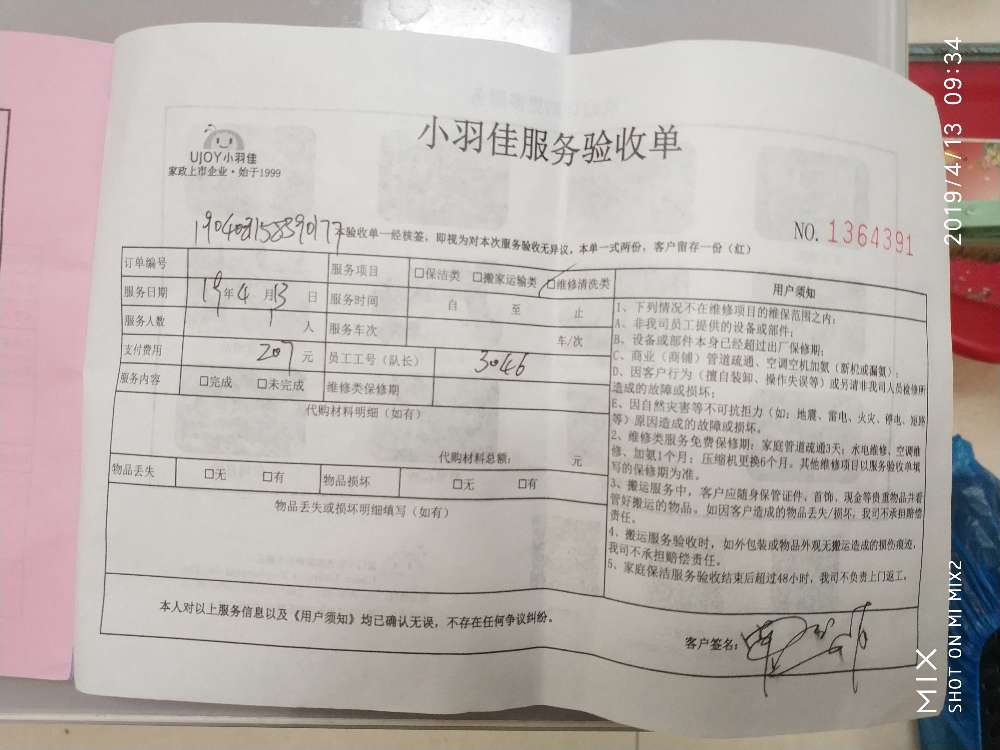 小羽佳服务验收单
UJOY小羽佳
家政上市企业·始于1999
NO. 1364391
本验收单一经核签，即视为对本次服务验收无异议，本单一式两份，客户留存一份（红）
订单编号 服务项目 □保洁类 □搬家运输类 □维修清洗类
服务日期 19年4月13日 服务时间 自 至 止
服务人数 1人 服务车次 车/次
支付费用 207元 员工工号（队长） 3046
服务内容 □完成 □未完成 维修类保修期
代购材料明细（如有）
代购材料总额： 元
物品丢失 □无 □有 物品损坏 □无 □有
物品丢失或损坏明细填写（如有）
用户须知
1、下列情况不在维修项目的维保范围之内：
A、非我司员工提供的设备或部件；
B、设备或部件本身已经超过出厂保修期；
C、商业（商铺）管道疏通、空调空机加氨（新机或漏氨）；
D、因客户行为（擅自装卸、操作失误等）或另请非我司人员检修所
造成的故障或损坏；
E、因自然灾害等不可抗拒力（如：地震、雷电、火灾、停电、短路
等）原因造成的故障或损坏。
2、维修类服务免费保修期：家庭管道疏通3天；水电维修、空调维
修、加氨1个月；压缩机更换6个月。其他维修项目以服务验收单填
写的保修期为准。
3、搬运服务中，客户应随身保管证件、首饰、现金等贵重物品并看
管好搬运的物品。如因客户造成的物品丢失/损坏，我司不承担赔偿
责任。
4、搬运服务验收时，如外包装或物品外观无搬运造成的损伤痕迹，
我司不承担赔偿责任。
5、家庭保洁服务验收结束后超过48小时，我司不负责上门返工。
本人对以上服务信息以及《用户须知》均已确认无误，不存在任何争议纠纷。
客户签名：
2019/4/13 09:34
MIX
SHOT ON MI MIX2